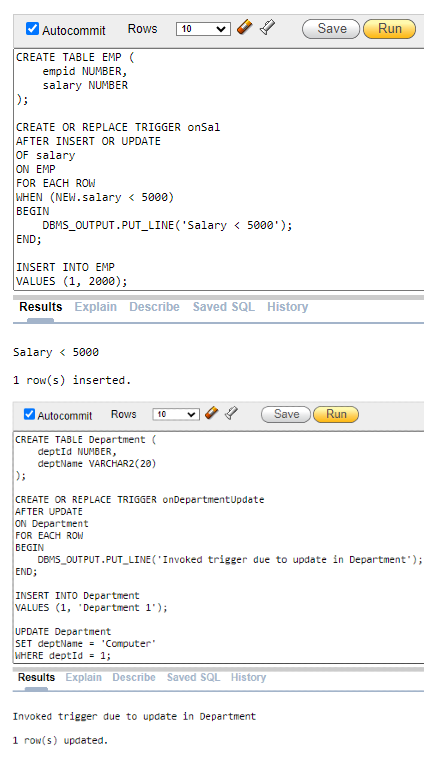 Autocommit Rows 10 Save Run
CREATE TABLE EMP (
    empid NUMBER,
    salary NUMBER
);

CREATE OR REPLACE TRIGGER onSal
AFTER INSERT OR UPDATE
OF salary
ON EMP
FOR EACH ROW
WHEN (NEW.salary < 5000)
BEGIN
    DBMS_OUTPUT.PUT_LINE('Salary < 5000');
END;

INSERT INTO EMP
VALUES (1, 2000);
Results Explain Describe Saved SQL History
Salary < 5000
1 row(s) inserted.
Autocommit Rows 10 Save Run
CREATE TABLE Department (
    deptId NUMBER,
    deptName VARCHAR2(20)
);

CREATE OR REPLACE TRIGGER onDepartmentUpdate
AFTER UPDATE
ON Department
FOR EACH ROW
BEGIN
    DBMS_OUTPUT.PUT_LINE('Invoked trigger due to update in Department');
END;

INSERT INTO Department
VALUES (1, 'Department 1');

UPDATE Department
SET deptName = 'Computer'
WHERE deptId = 1;
Results Explain Describe Saved SQL History
Invoked trigger due to update in Department
1 row(s) updated.